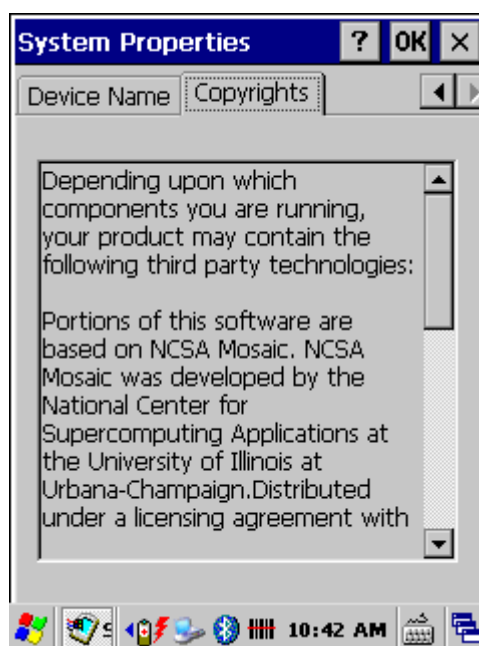 System Properties ? OK ×
Device Name Copyrights
Depending upon which
components you are running,
your product may contain the
following third party technologies:
Portions of this software are
based on NCSA Mosaic. NCSA
Mosaic was developed by the
National Center for
Supercomputing Applications at
the University of Illinois at
Urbana-Champaign.Distributed
under a licensing agreement with
10:42 AM